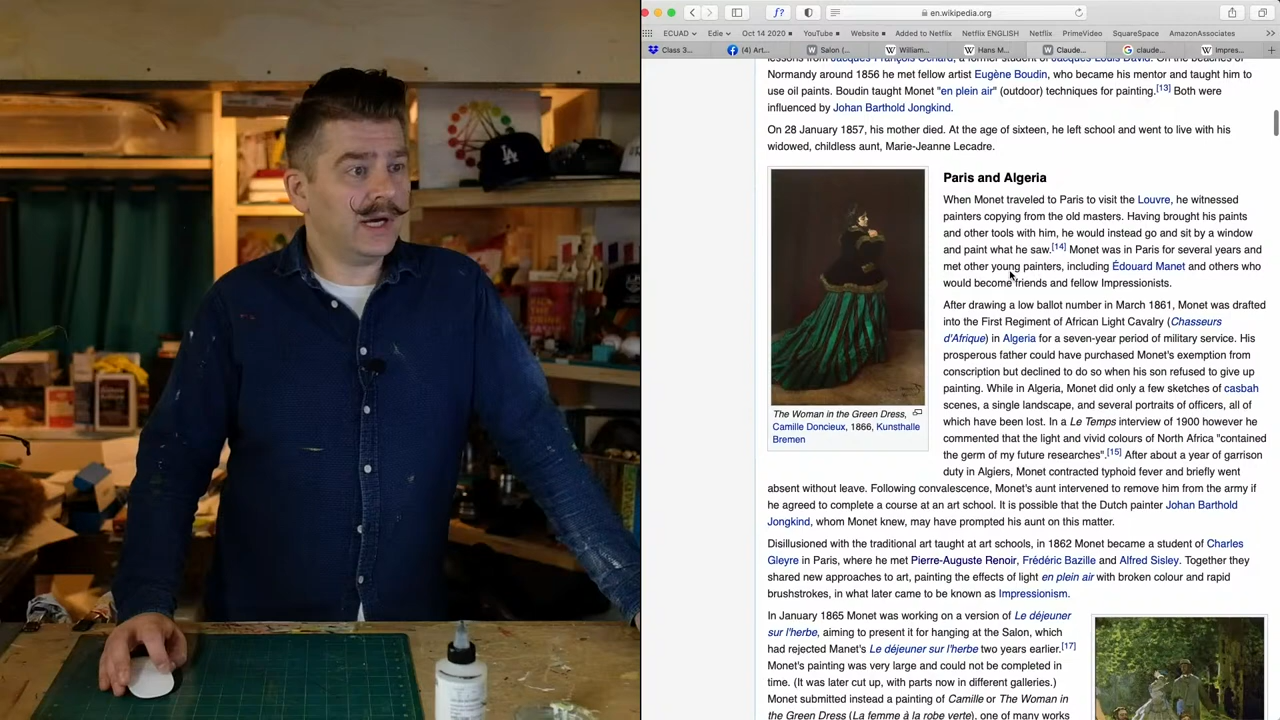 en.wikipedia.org
ECUAD Edie Oct 14 2020 YouTube Website Added to Netflix Netflix ENGLISH Netflix PrimeVideo SquareSpace AmazonAssociates >>
Class 3... (4) Art... Salon (... William... Hans M... Claude... claude... Impres...
lessons from Jacques-François Ochard, a former student of Jacques-Louis David. On the beaches of
Normandy around 1856 he met fellow artist Eugène Boudin, who became his mentor and taught him to
use oil paints. Boudin taught Monet "en plein air" (outdoor) techniques for painting.[13] Both were
influenced by Johan Barthold Jongkind.
On 28 January 1857, his mother died. At the age of sixteen, he left school and went to live with his
widowed, childless aunt, Marie-Jeanne Lecadre.
Paris and Algeria
When Monet traveled to Paris to visit the Louvre, he witnessed
painters copying from the old masters. Having brought his paints
and other tools with him, he would instead go and sit by a window
and paint what he saw.[14] Monet was in Paris for several years and
met other young painters, including Édouard Manet and others who
would become friends and fellow Impressionists.
After drawing a low ballot number in March 1861, Monet was drafted
into the First Regiment of African Light Cavalry (Chasseurs
d'Afrique) in Algeria for a seven-year period of military service. His
prosperous father could have purchased Monet's exemption from
conscription but declined to do so when his son refused to give up
painting. While in Algeria, Monet did only a few sketches of casbah
scenes, a single landscape, and several portraits of officers, all of
which have been lost. In a Le Temps interview of 1900 however he
commented that the light and vivid colours of North Africa "contained
the germ of my future researches".[15] After about a year of garrison
duty in Algiers, Monet contracted typhoid fever and briefly went
absent without leave. Following convalescence, Monet's aunt intervened to remove him from the army if
he agreed to complete a course at an art school. It is possible that the Dutch painter Johan Barthold
Jongkind, whom Monet knew, may have prompted his aunt on this matter.
The Woman in the Green Dress,
Camille Doncieux, 1866, Kunsthalle
Bremen
Disillusioned with the traditional art taught at art schools, in 1862 Monet became a student of Charles
Gleyre in Paris, where he met Pierre-Auguste Renoir, Frédéric Bazille and Alfred Sisley. Together they
shared new approaches to art, painting the effects of light en plein air with broken colour and rapid
brushstrokes, in what later came to be known as Impressionism.
In January 1865 Monet was working on a version of Le déjeuner
sur l'herbe, aiming to present it for hanging at the Salon, which
had rejected Manet's Le déjeuner sur l'herbe two years earlier.[17]
Monet's painting was very large and could not be completed in
time. (It was later cut up, with parts now in different galleries.)
Monet submitted instead a painting of Camille or The Woman in
the Green Dress (La femme à la robe verte), one of many works
LA